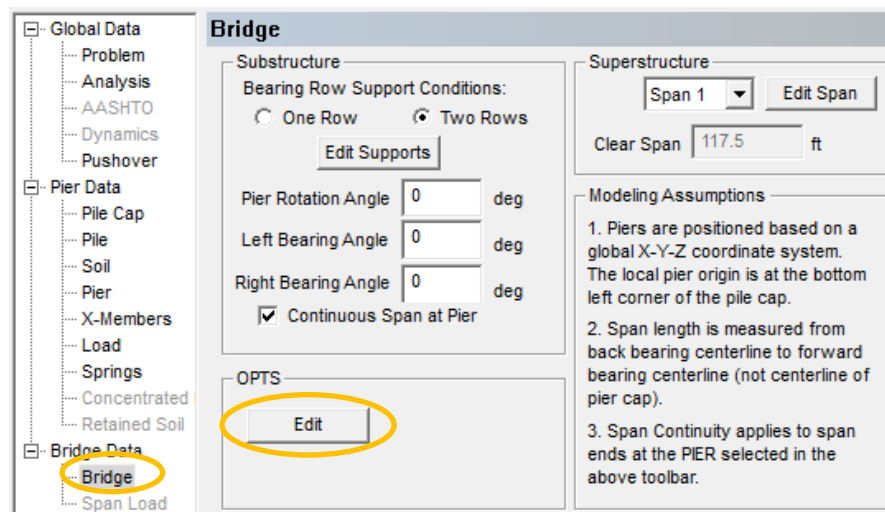 Global Data
Problem
Analysis
AASHTO
Dynamics
Pushover
Pier Data
Pile Cap
Pile
Soil
Pier
X-Members
Load
Springs
Concentrated
Retained Soil
Bridge Data
Bridge
Span Load
Bridge
Substructure
Bearing Row Support Conditions:
One Row Two Rows
Edit Supports
Pier Rotation Angle 0 deg
Left Bearing Angle 0 deg
Right Bearing Angle 0 deg
Continuous Span at Pier
OPTS
Edit
Superstructure
Span 1 Edit Span
Clear Span 117.5 ft
Modeling Assumptions
1. Piers are positioned based on a
global X-Y-Z coordinate system.
The local pier origin is at the bottom
left corner of the pile cap.
2. Span length is measured from
back bearing centerline to forward
bearing centerline (not centerline of
pier cap).
3. Span Continuity applies to span
ends at the PIER selected in the
above toolbar.